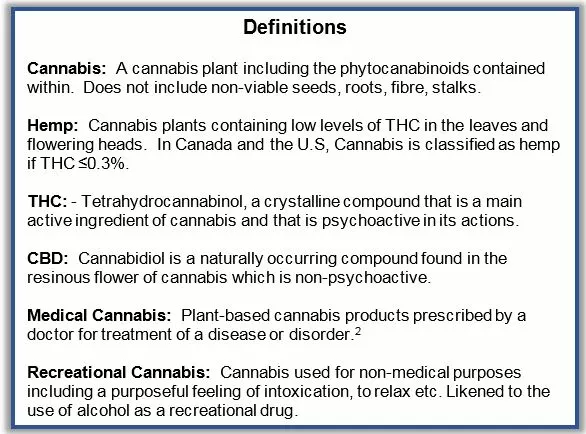 Definitions
Cannabis: A cannabis plant including the phytocanabinoids contained
within. Does not include non-viable seeds, roots, fibre, stalks.
Hemp: Cannabis plants containing low levels of THC in the leaves and
flowering heads. In Canada and the U.S, Cannabis is classified as hemp
if THC ≤0.3%.
THC: - Tetrahydrocannabinol, a crystalline compound that is a main
active ingredient of cannabis and that is psychoactive in its actions.
CBD: Cannabidiol is a naturally occurring compound found in the
resinous flower of cannabis which is non-psychoactive.
Medical Cannabis: Plant-based cannabis products prescribed by a
doctor for treatment of a disease or disorder.²
Recreational Cannabis: Cannabis used for non-medical purposes
including a purposeful feeling of intoxication, to relax etc. Likened to the
use of alcohol as a recreational drug.